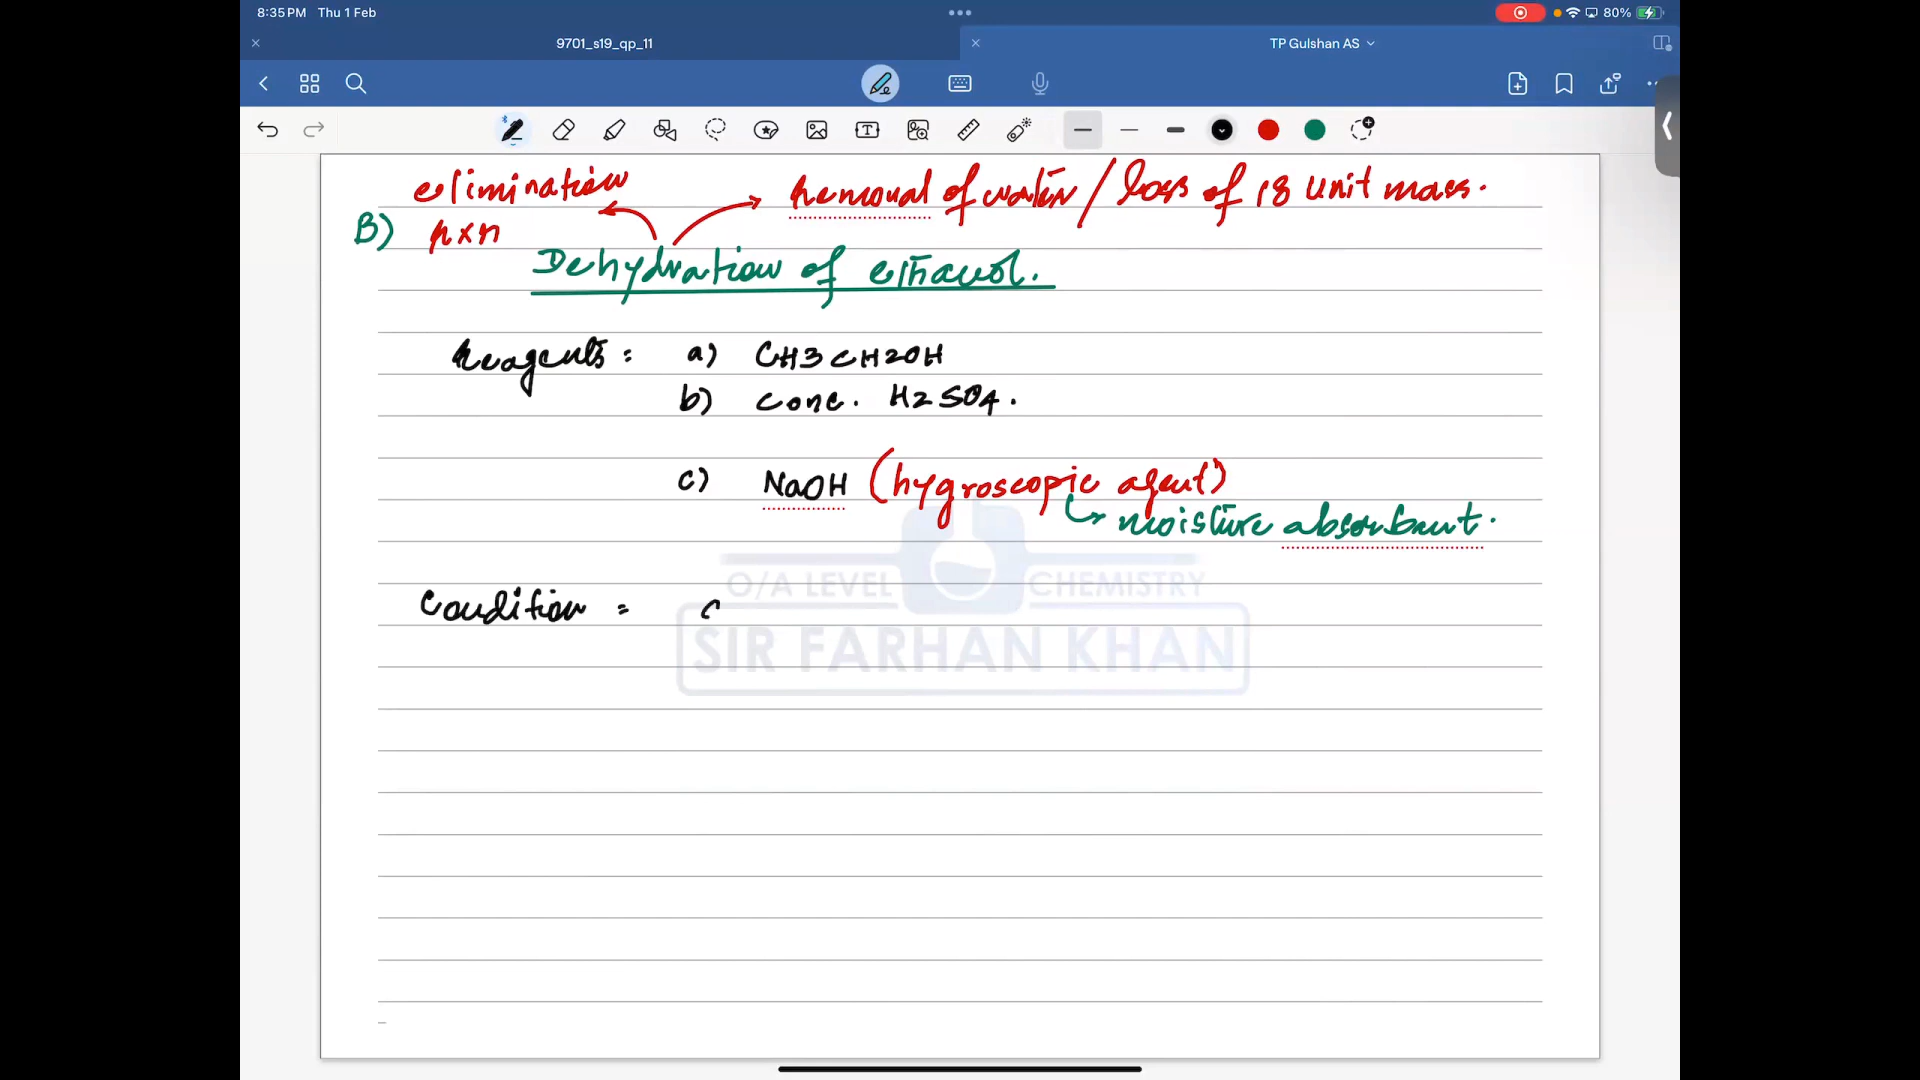 8:35 PM Thu 1 Feb
80%
9701_s19_qp_11
TP Gulshan AS
elimination
rxn
Removal of water / loss of 18 unit mass.
B)
Dehydration of ethanol.
Reagents : a) CH3CH2OH
b) conc. H2SO4.
c) NaOH (hygroscopic agent)
moisture absorbant.
O/A LEVEL CHEMISTRY
Condition =
SIR FARHAN KHAN